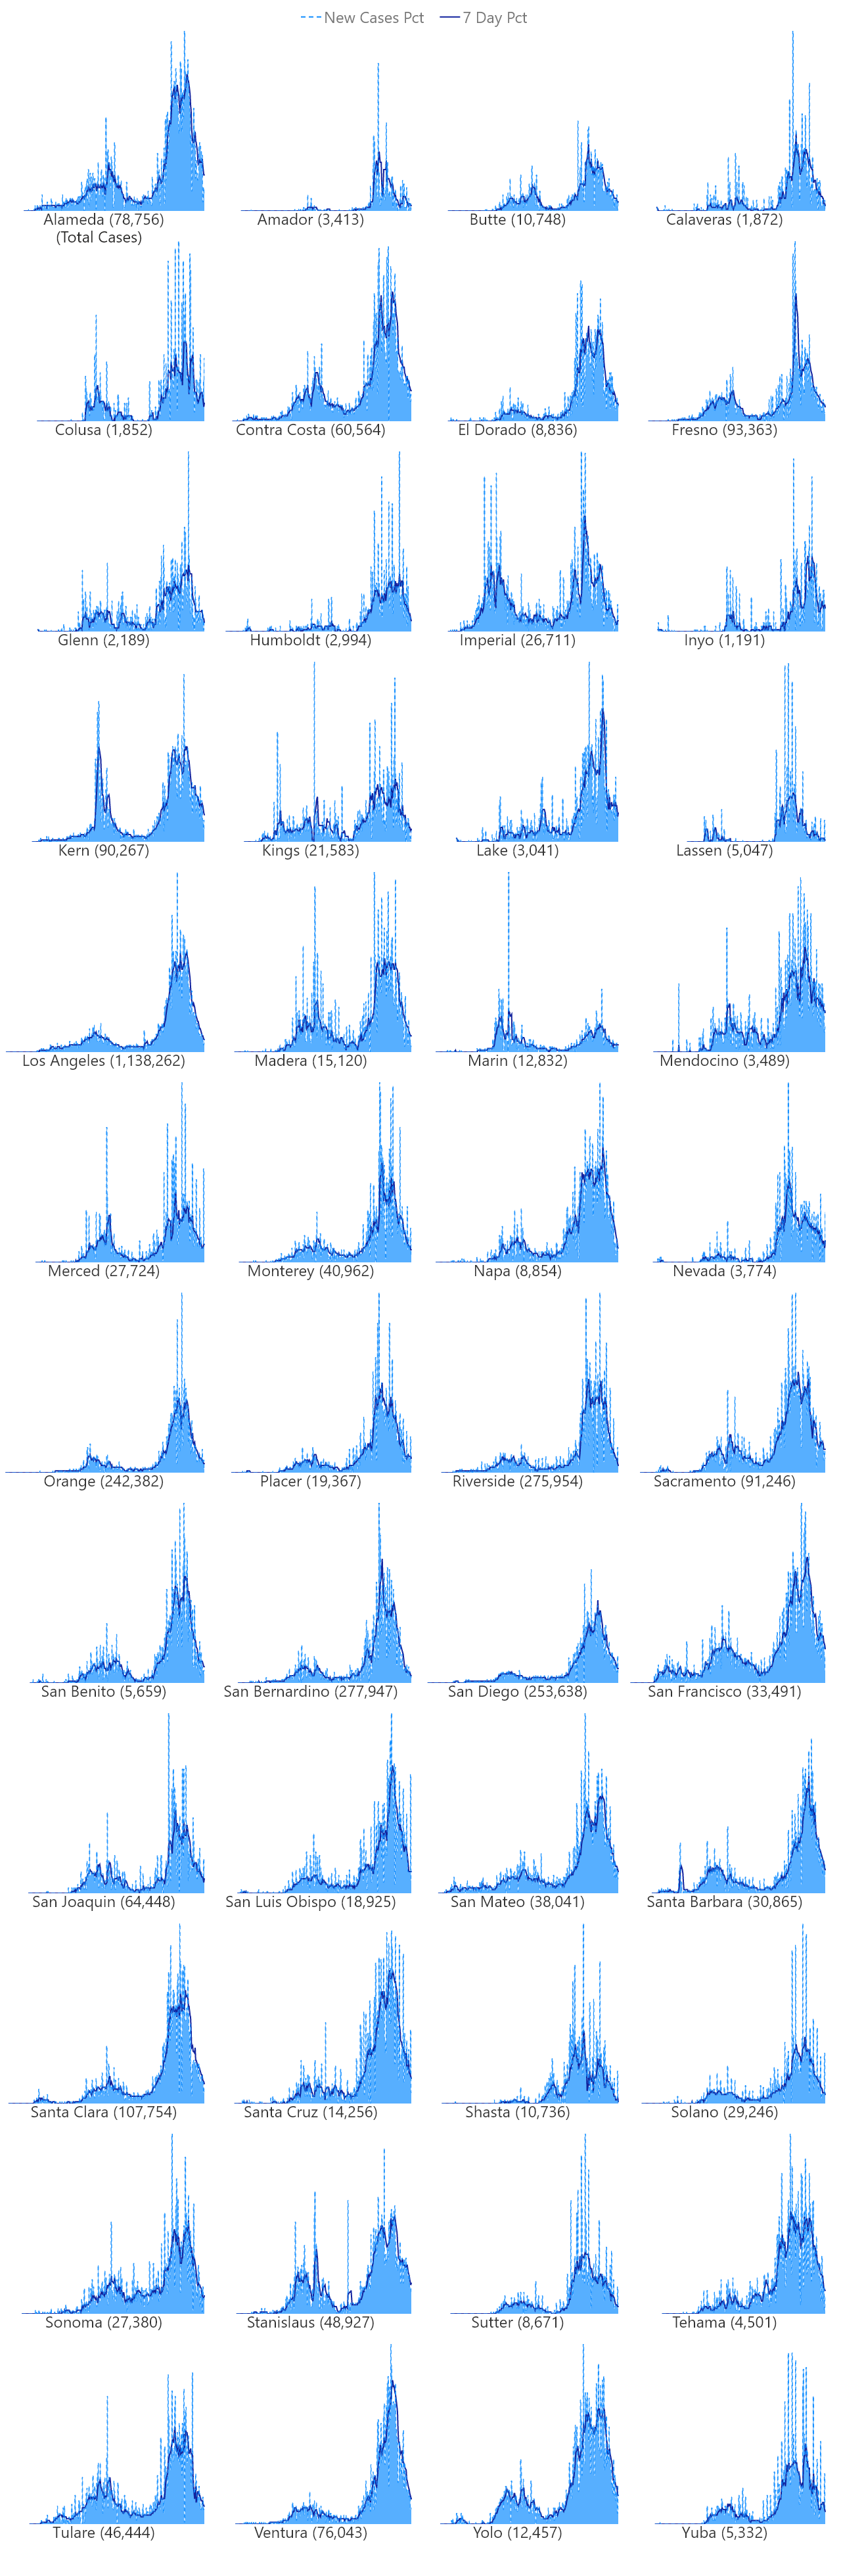 New Cases Pct 7 Day Pct
Alameda (78,756) Amador (3,413) Butte (10,748) Calaveras (1,872)
(Total Cases)
Colusa (1,852) Contra Costa (60,564) El Dorado (8,836) Fresno (93,363)
Glenn (2,189) Humboldt (2,994) Imperial (26,711) Inyo (1,191)
Kern (90,267) Kings (21,583) Lake (3,041) Lassen (5,047)
Los Angeles (1,138,262) Madera (15,120) Marin (12,832) Mendocino (3,489)
Merced (27,724) Monterey (40,962) Napa (8,854) Nevada (3,774)
Orange (242,382) Placer (19,367) Riverside (275,954) Sacramento (91,246)
San Benito (5,659) San Bernardino (277,947) San Diego (253,638) San Francisco (33,491)
San Joaquin (64,448) San Luis Obispo (18,925) San Mateo (38,041) Santa Barbara (30,865)
Santa Clara (107,754) Santa Cruz (14,256) Shasta (10,736) Solano (29,246)
Sonoma (27,380) Stanislaus (48,927) Sutter (8,671) Tehama (4,501)
Tulare (46,444) Ventura (76,043) Yolo (12,457) Yuba (5,332)